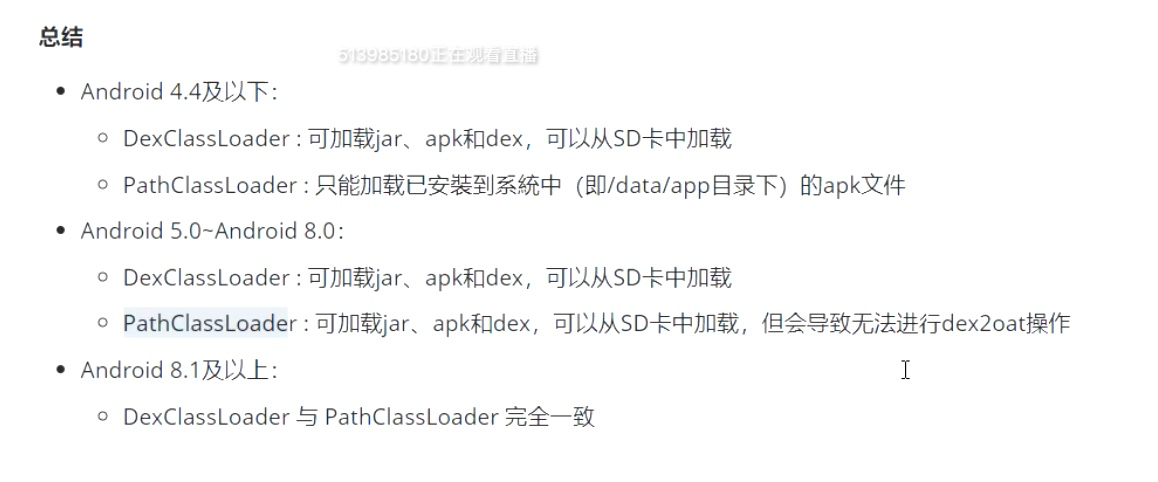 总结
513985180正在观看直播
Android 4.4及以下：
DexClassLoader : 可加载jar、apk和dex，可以从SD卡中加载
PathClassLoader : 只能加载已安装到系統中（即/data/app目录下）的apk文件
Android 5.0~Android 8.0：
DexClassLoader : 可加载jar、apk和dex，可以从SD卡中加载
PathClassLoader : 可加载jar、apk和dex，可以从SD卡中加载，但会导致无法进行dex2oat操作
Android 8.1及以上：
DexClassLoader 与 PathClassLoader 完全一致